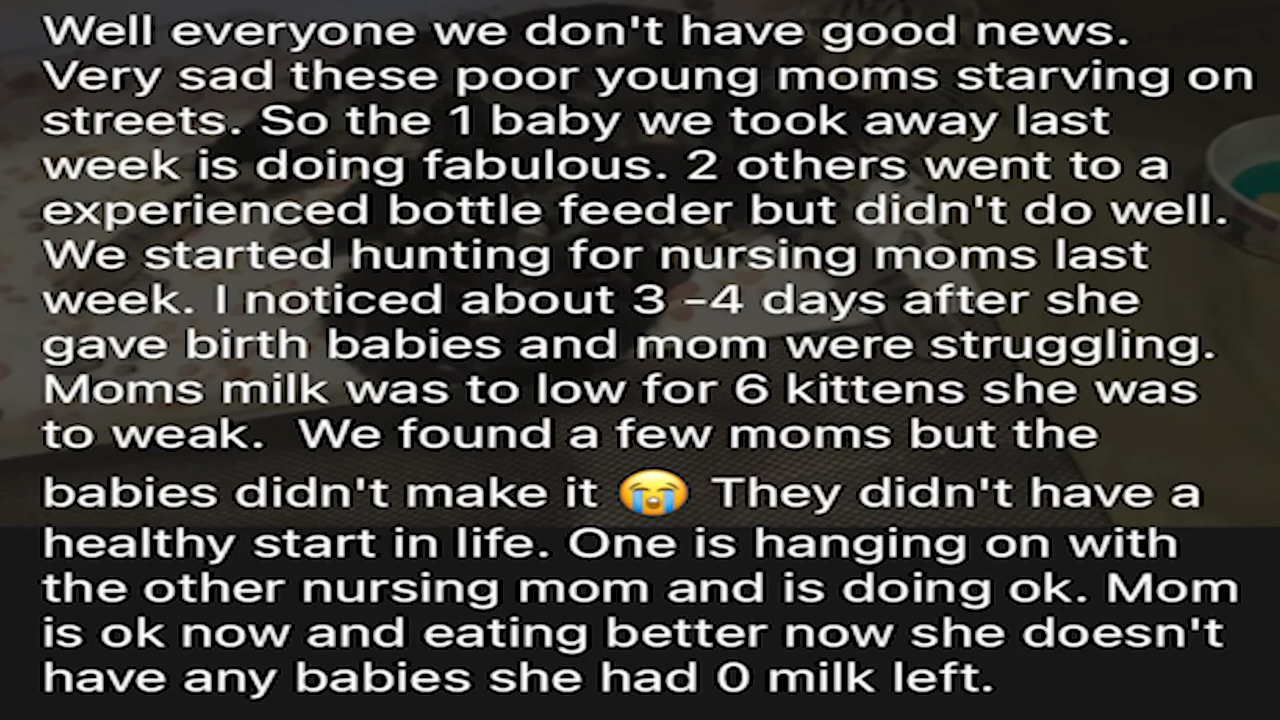 Well everyone we don't have good news.
Very sad these poor young moms starving on
streets. So the 1 baby we took away last
week is doing fabulous. 2 others went to a
experienced bottle feeder but didn't do well.
We started hunting for nursing moms last
week. I noticed about 3 -4 days after she
gave birth babies and mom were struggling.
Moms milk was to low for 6 kittens she was
to weak.  We found a few moms but the
babies didn't make it 😭 They didn't have a
healthy start in life. One is hanging on with
the other nursing mom and is doing ok. Mom
is ok now and eating better now she doesn't
have any babies she had 0 milk left.